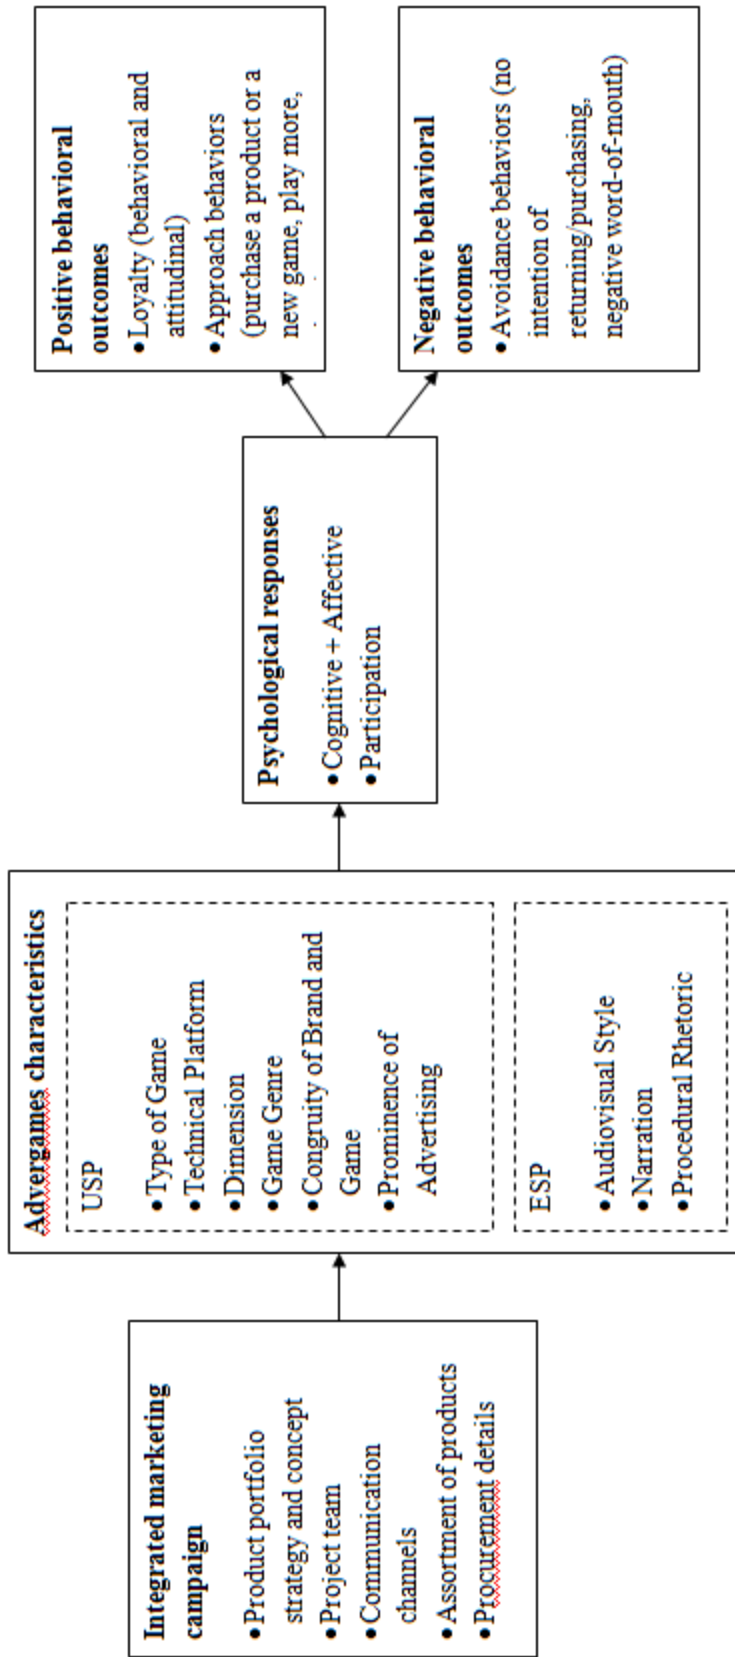 Integrated marketing
campaign
•Product portfolio
strategy and concept
•Project team
•Communication
channels
•Assortment of products
•Procurement details
Advergames characteristics
USP
•Type of Game
•Technical Platform
•Dimension
•Game Genre
•Congruity of Brand and
Game
•Prominence of
Advertising
ESP
•Audiovisual Style
•Narration
•Procedural Rhetoric
Psychological responses
•Cognitive + Affective
•Participation
Positive behavioral
outcomes
•Loyalty (behavioral and
attitudinal)
•Approach behaviors
(purchase a product or a
new game, play more,
Negative behavioral
outcomes
•Avoidance behaviors (no
intention of
returning/purchasing,
negative word-of-mouth)